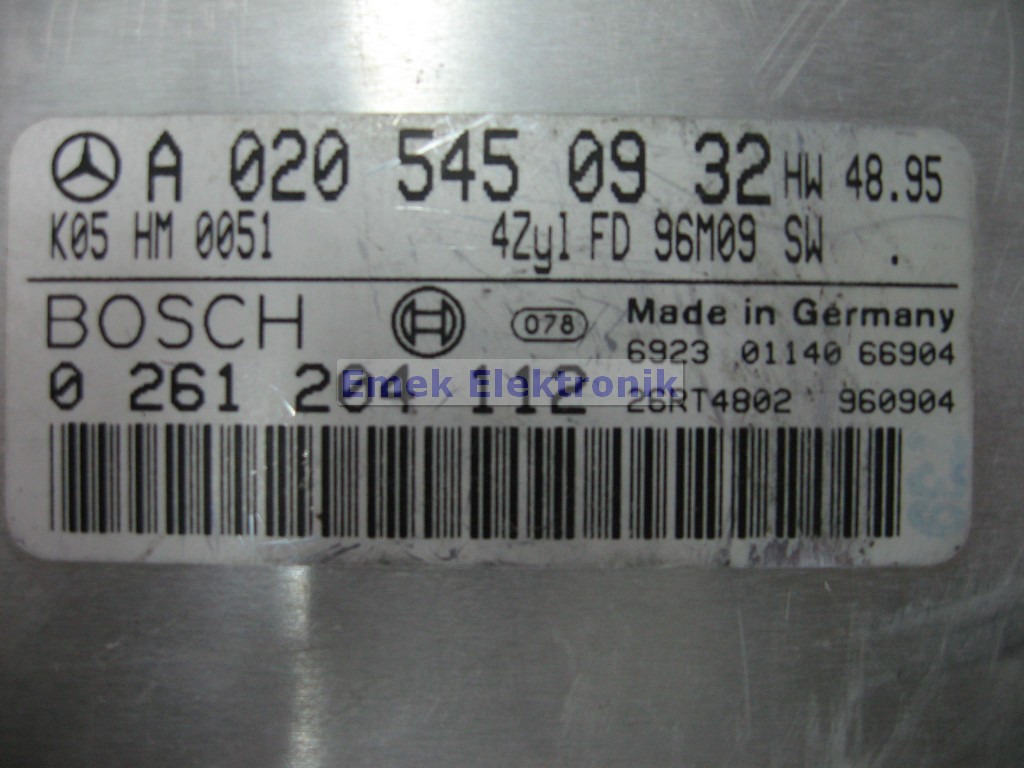 A 020 545 09 32 HW 48.95
K05 HM 0051 4Zyl FD 96M09 SW .
BOSCH 078 Made in Germany
6923 01140 66904
0 261 204 112 26RT4802 960904
Emek Elektronik